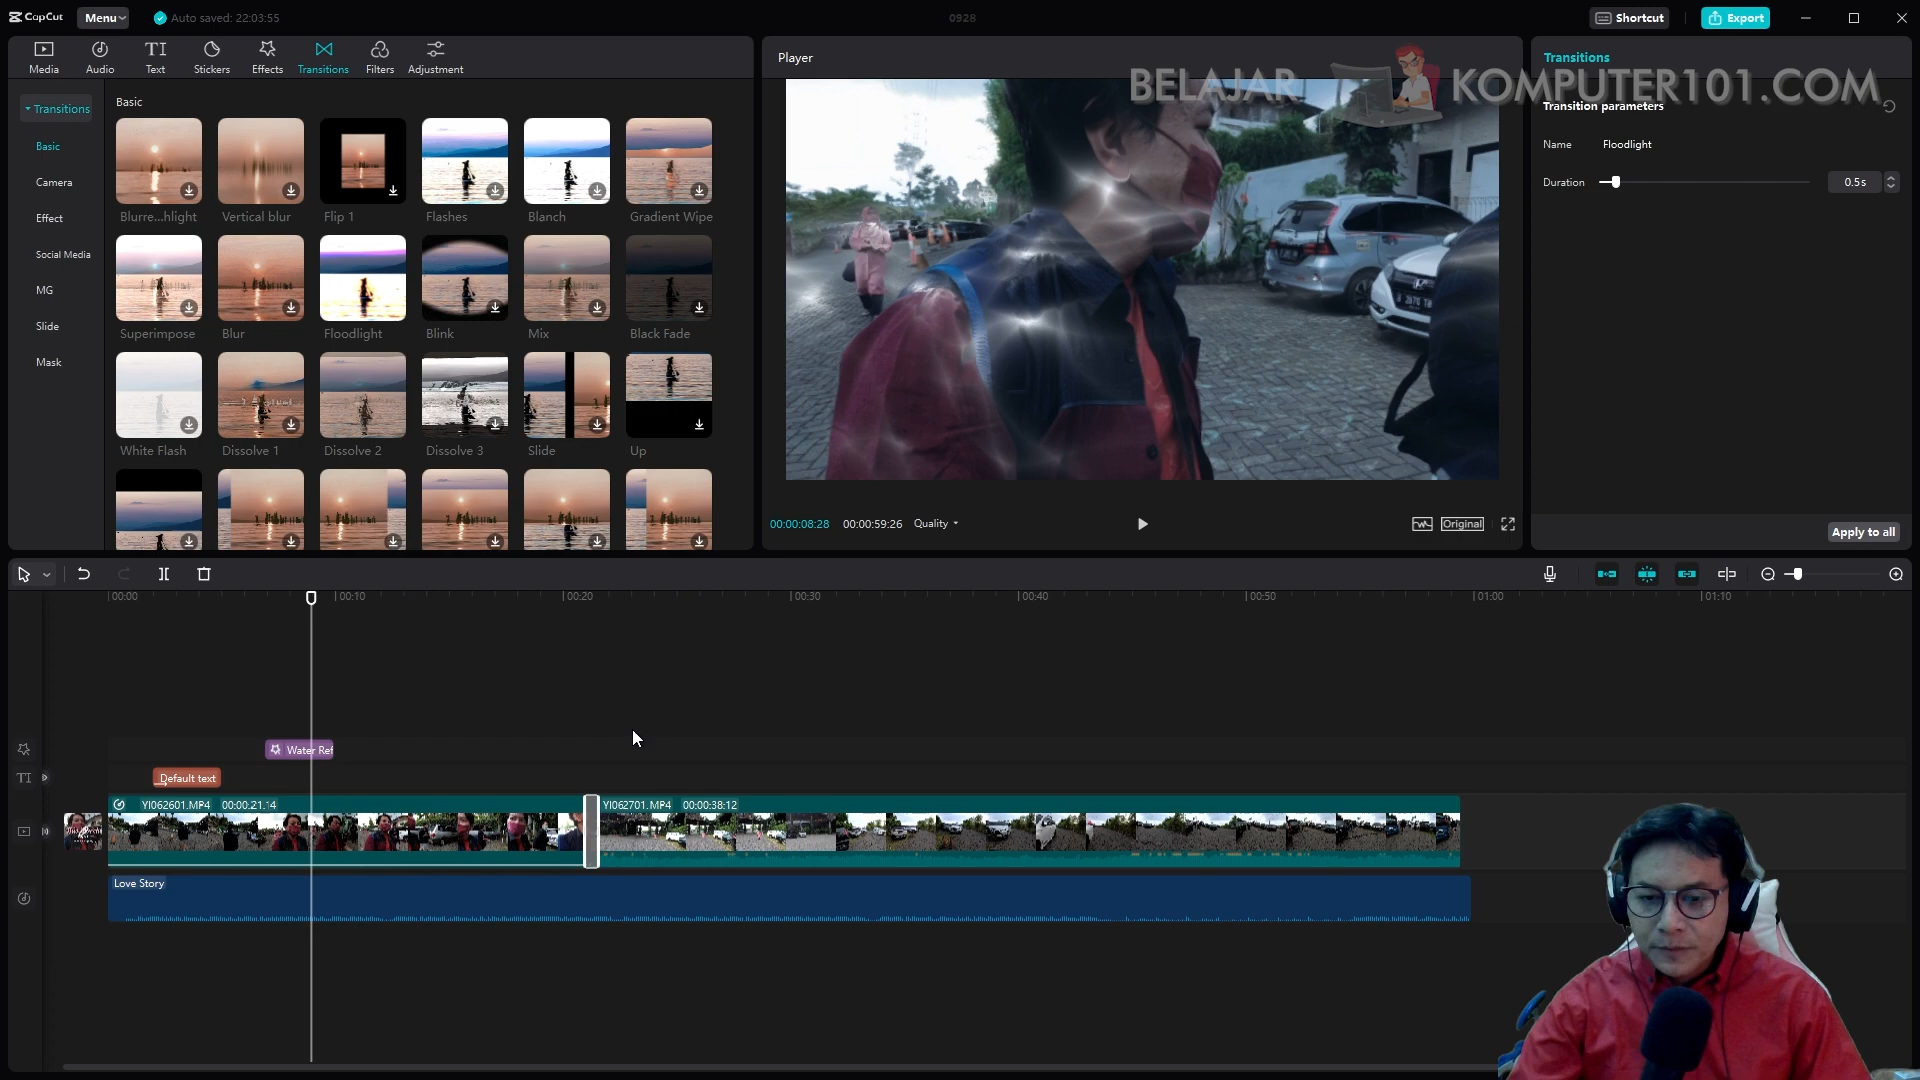 CapCut
Menu
Auto saved: 22:03:55
0928
Shortcut
Export
Media
Audio
Text
Stickers
Effects
Transitions
Filters
Adjustment
Transitions
Basic
Camera
Effect
Social Media
MG
Slide
Mask
Basic
Blurre...hlight
Vertical blur
Flip 1
Flashes
Blanch
Gradient Wipe
Superimpose
Blur
Floodlight
Blink
Mix
Black Fade
White Flash
Dissolve 1
Dissolve 2
Dissolve 3
Slide
Up
Player
BELAJAR KOMPUTER101.COM
00:00:08:28
00:00:59:26
Quality
Original
Transitions
Transition parameters
Name Floodlight
Duration 0.5s
Apply to all
00:00
00:10
00:20
00:30
00:40
00:50
01:00
01:10
Water Ref
TI
Default text
YI062601.MP4 00:00:21:14
YI062701.MP4 00:00:38:12
Love Story